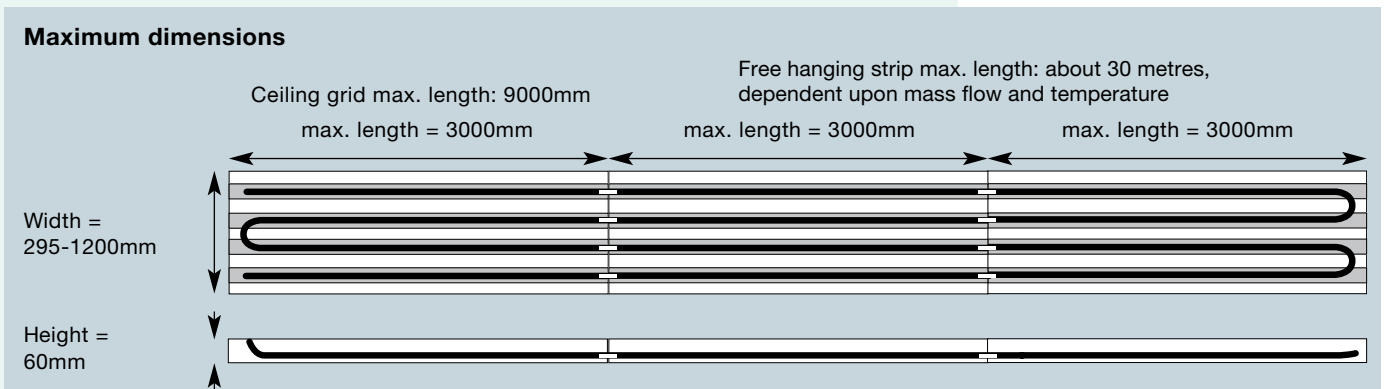 Maximum dimensions
Ceiling grid max. length: 9000mm
Free hanging strip max. length: about 30 metres,
dependent upon mass flow and temperature
max. length = 3000mm
max. length = 3000mm
max. length = 3000mm
Width =
295-1200mm
Height =
60mm